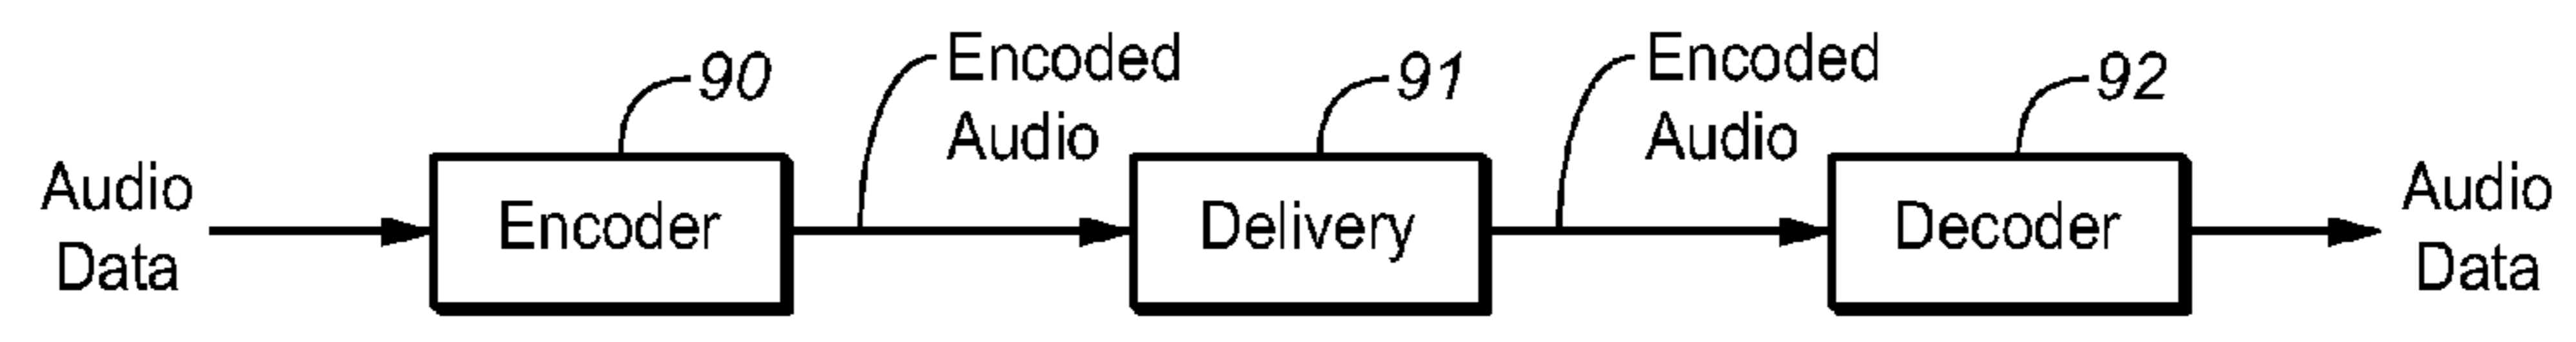 Audio
Data
Encoder
90
Encoded
Audio
Delivery
91
Encoded
Audio
Decoder
92
Audio
Data